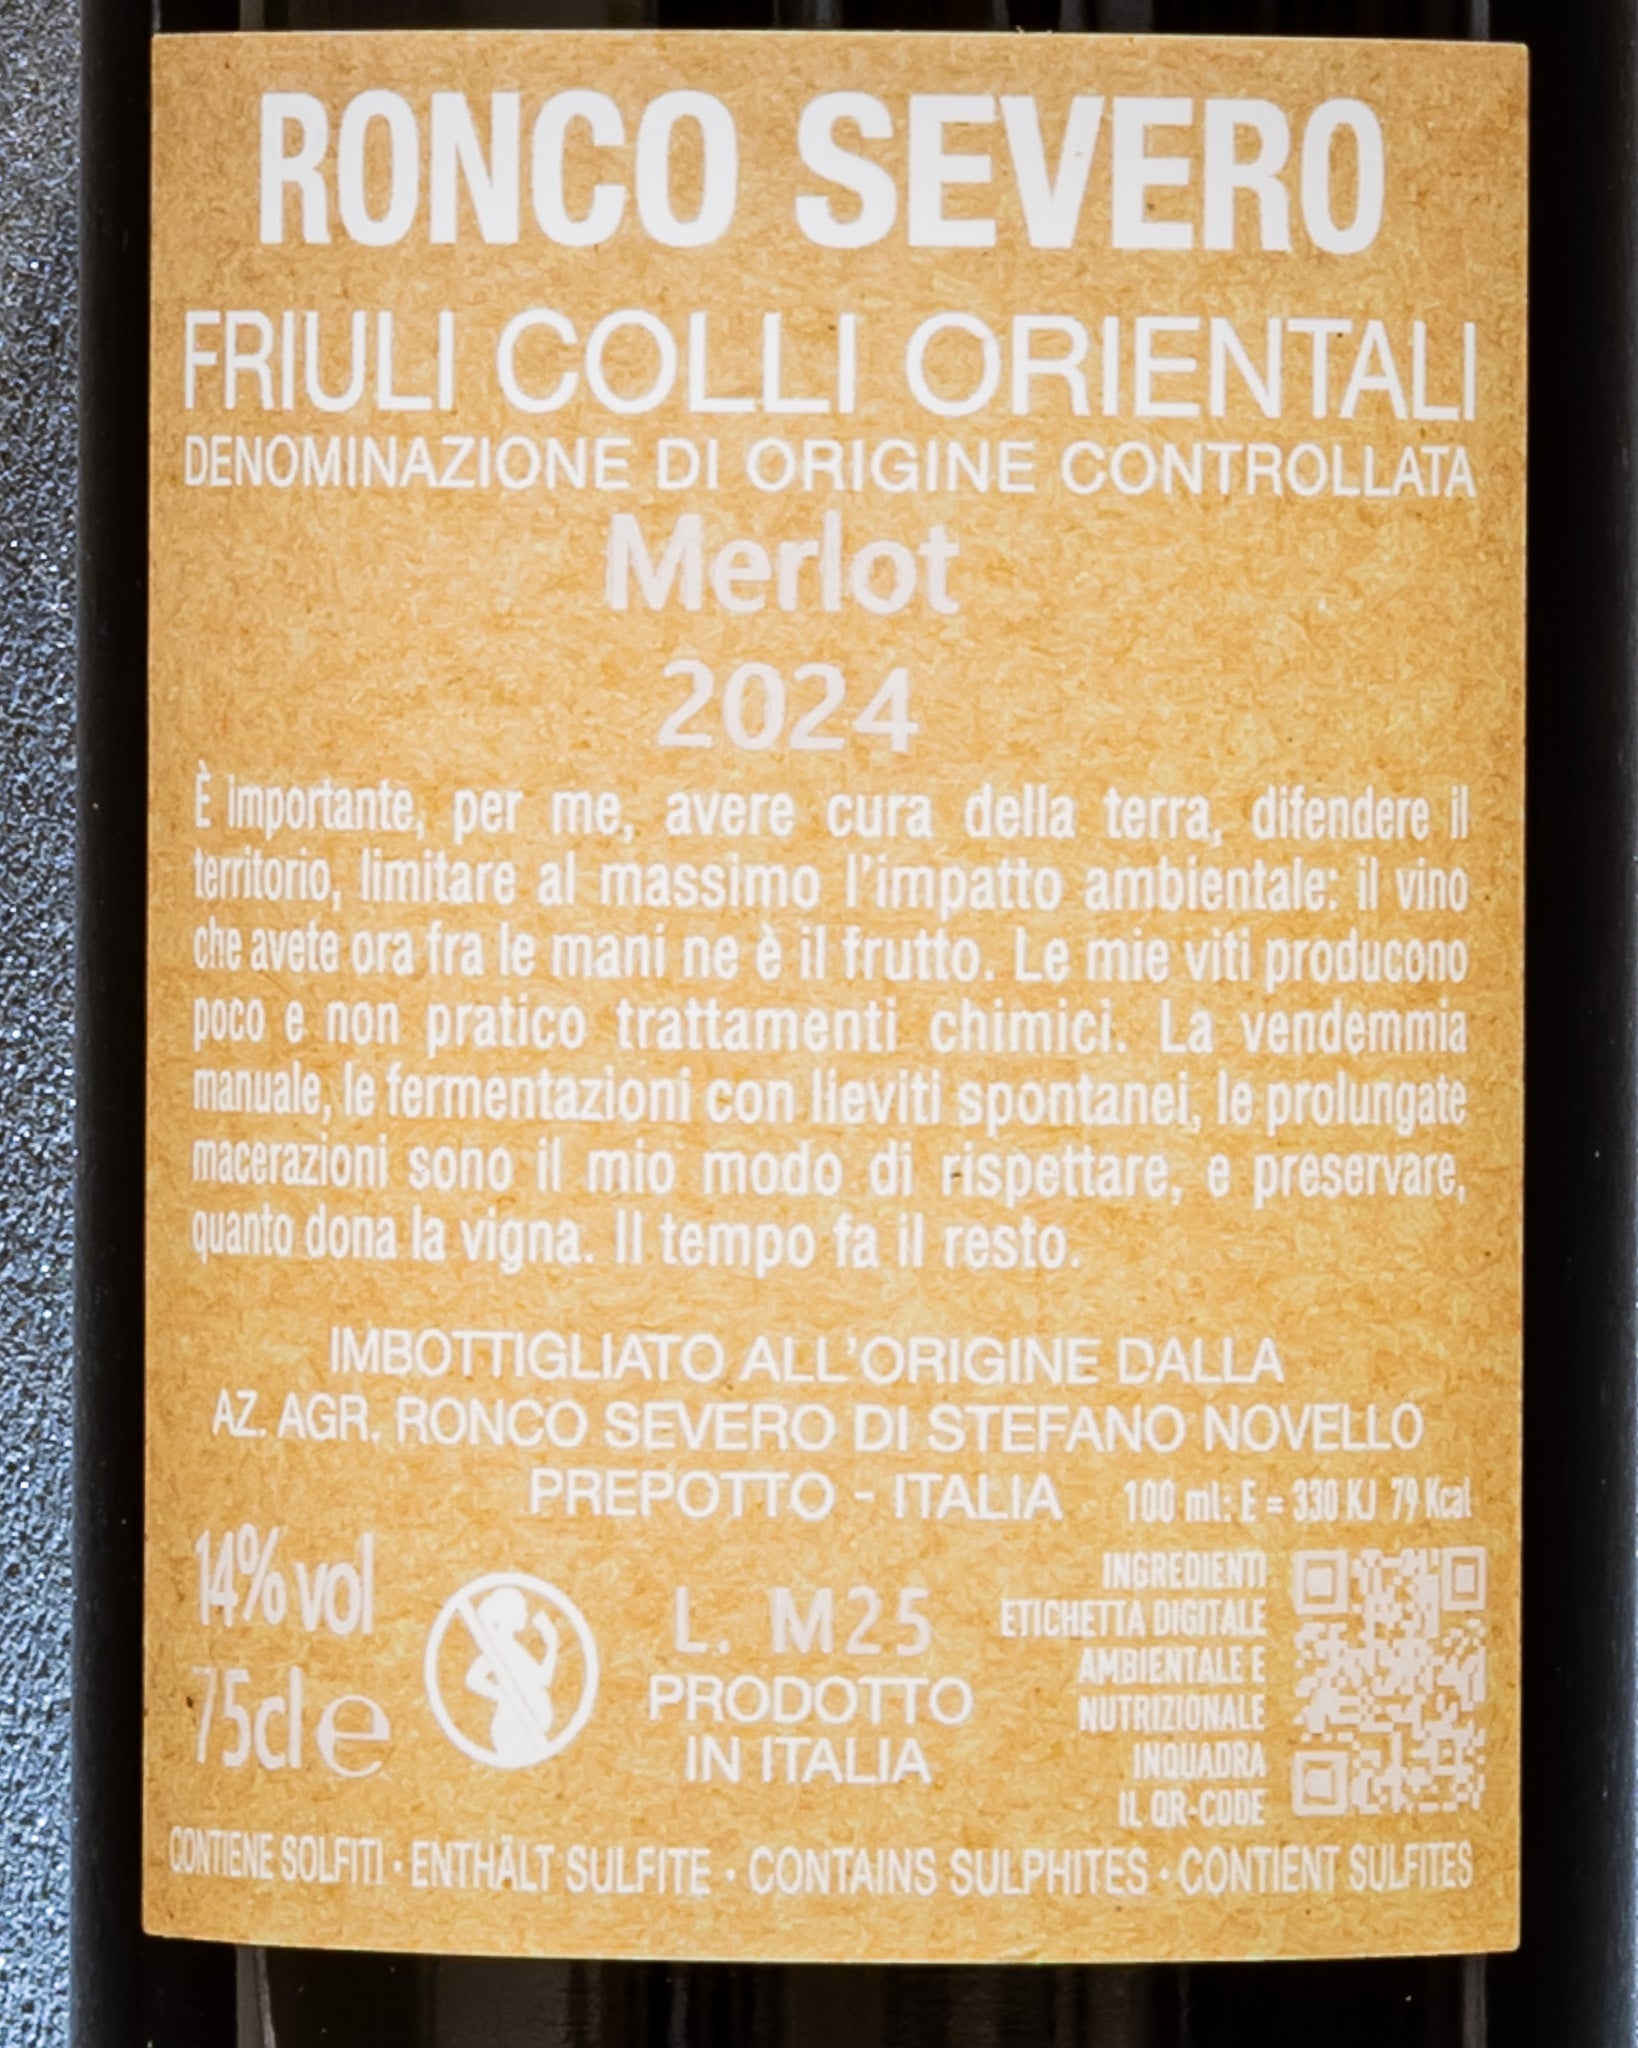 RONCO SEVERO
FRIULI COLLI ORIENTALI
DENOMINAZIONE DI ORIGINE CONTROLLATA
Merlot
2024
È importante, per me, avere cura della terra, difendere il
territorio, limitare al massimo l'impatto ambientale: il vino
che avete ora fra le mani ne è il frutto. Le mie viti producono
poco e non pratico trattamenti chimici. La vendemmia
manuale, le fermentazioni con lieviti spontanei, le prolungate
macerazioni sono il mio modo di rispettare, e preservare,
quanto dona la vigna. Il tempo fa il resto.
IMBOTTIGLIATO ALL'ORIGINE DALLA
AZ. AGR. RONCO SEVERO DI STEFANO NOVELLO
PREPOTTO - ITALIA
100 ml: E = 330 KJ 79 Kcal
14% vol
75cl e
L. M25
PRODOTTO
IN ITALIA
INGREDIENTI
ETICHETTA DIGITALE
AMBIENTALE E
NUTRIZIONALE
INQUADRA
IL QR-CODE
CONTIENE SOLFITI · ENTHÄLT SULFITE · CONTAINS SULPHITES · CONTIENT SULFITES